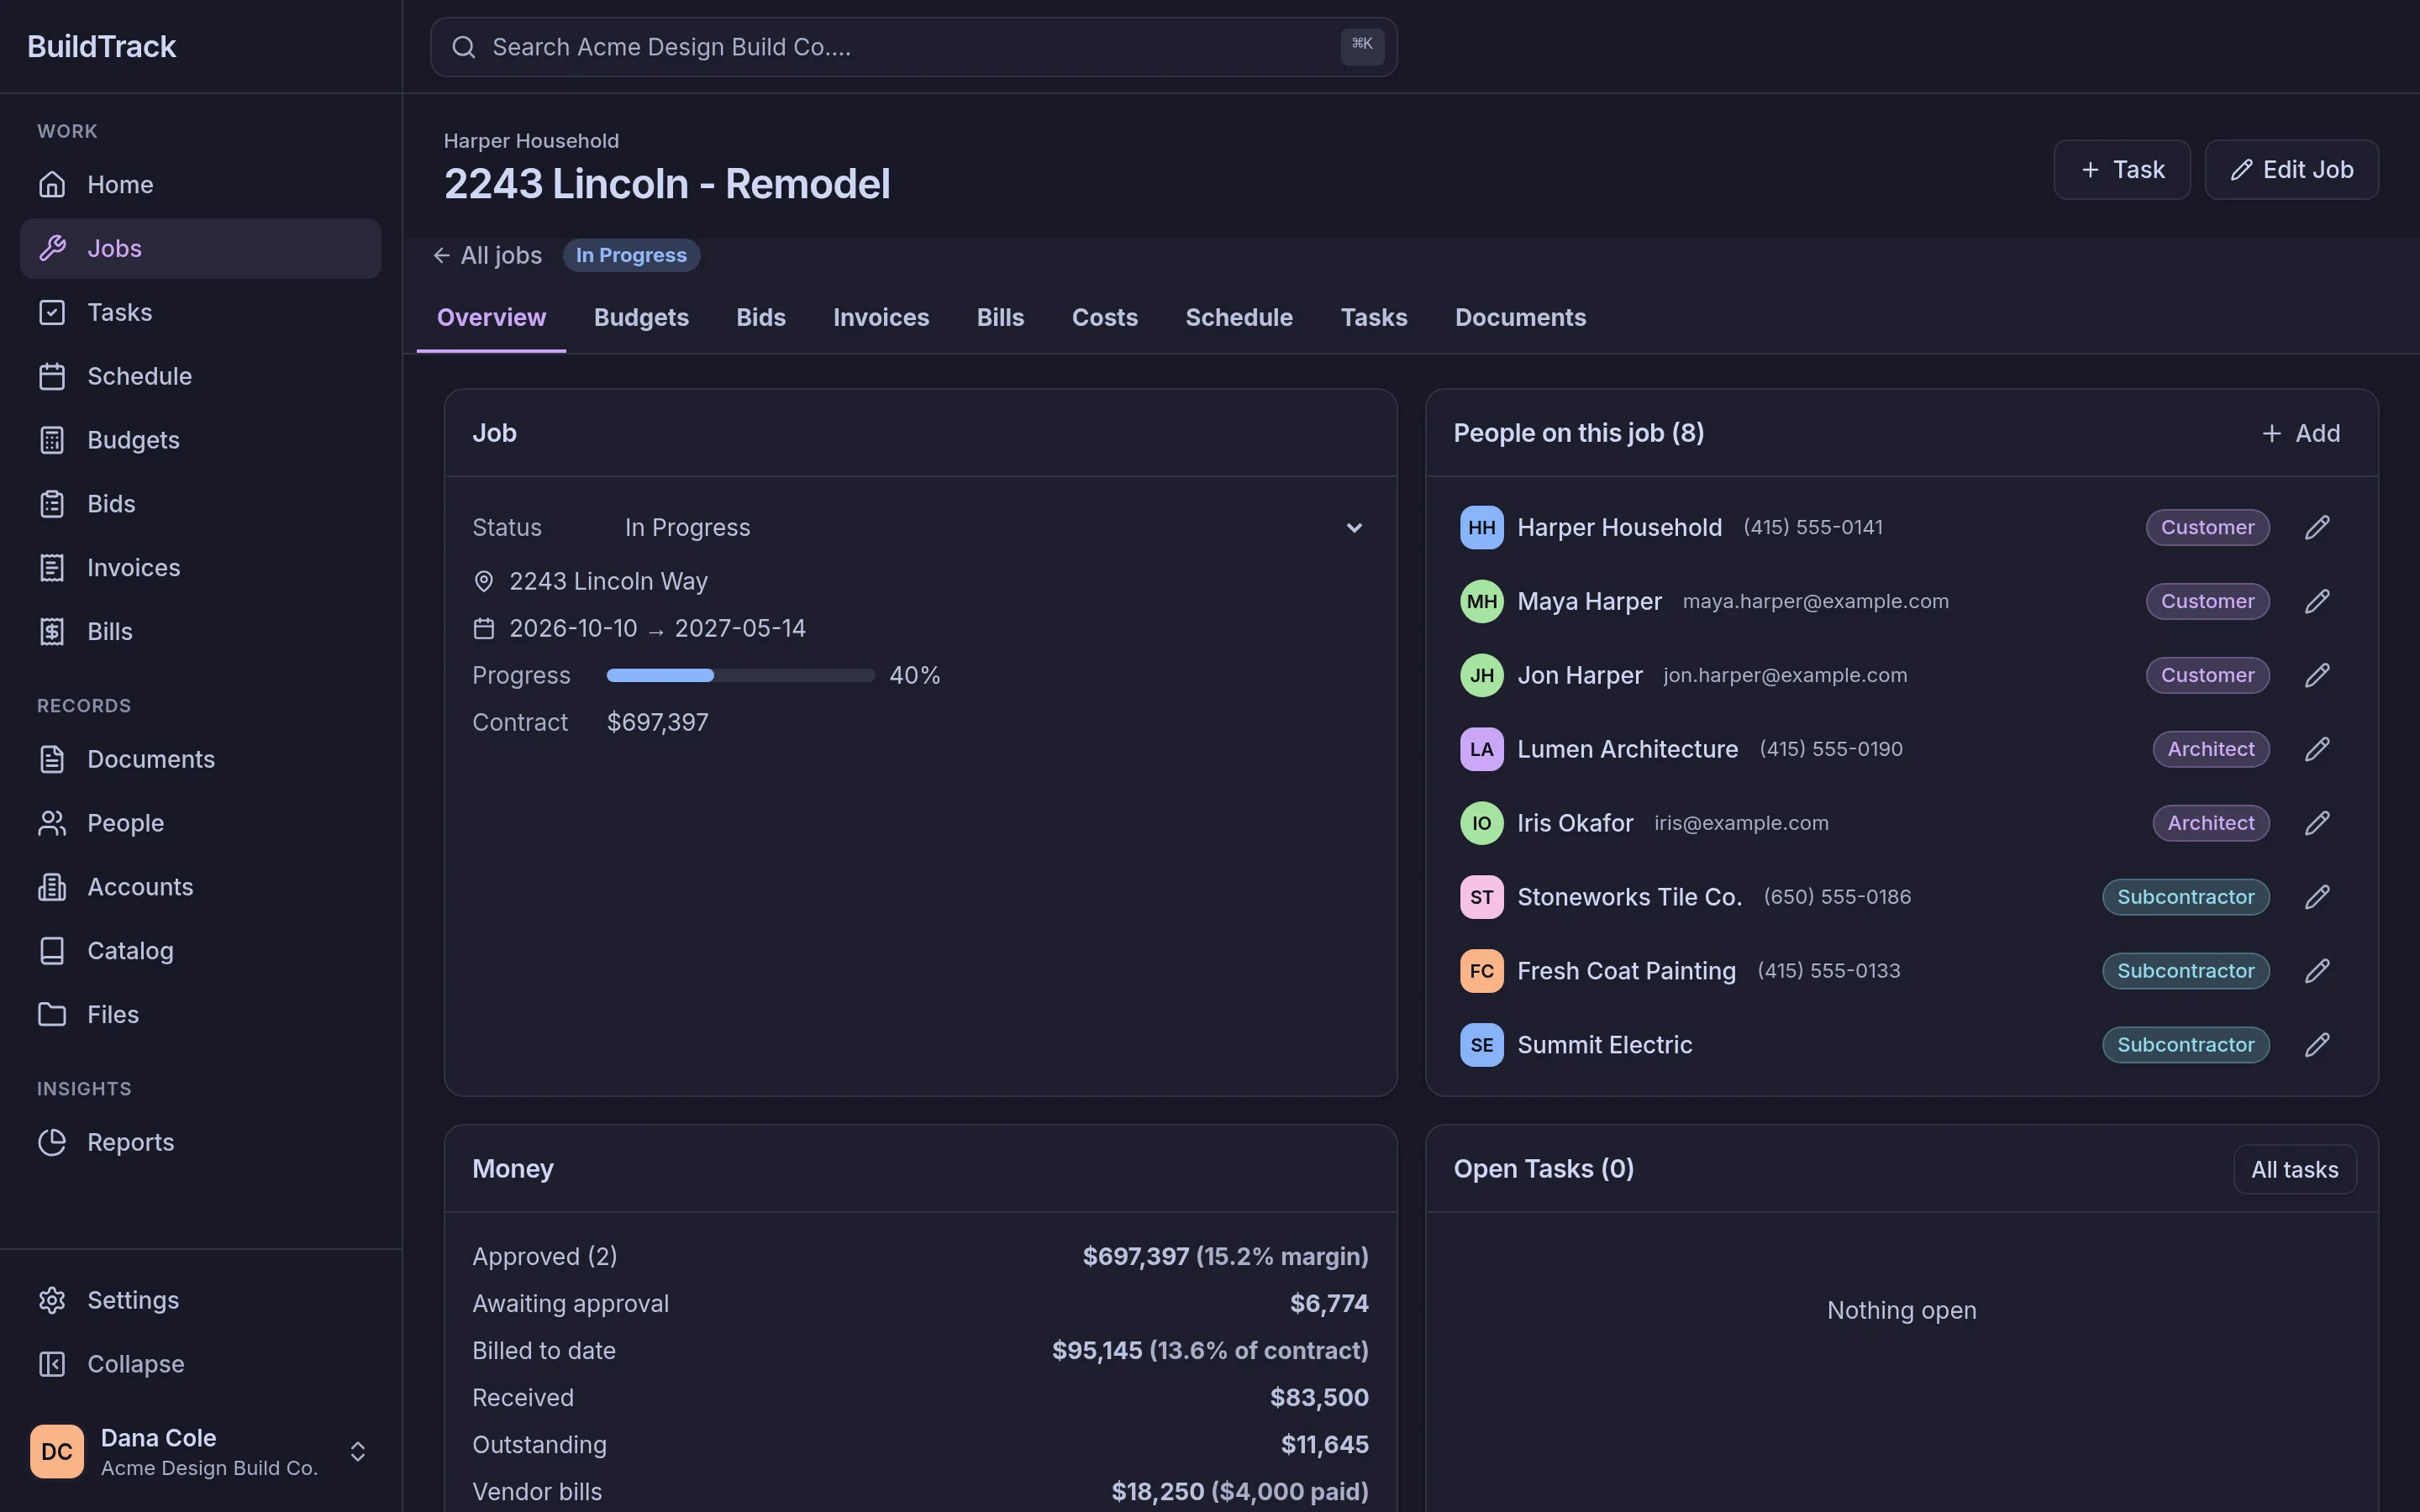 BuildTrack
Search Acme Design Build Co....
⌘K
WORK
Home
Jobs
Tasks
Schedule
Budgets
Bids
Invoices
Bills
RECORDS
Documents
People
Accounts
Catalog
Files
INSIGHTS
Reports
Settings
Collapse
DC
Dana Cole
Acme Design Build Co.
Harper Household
2243 Lincoln - Remodel
+ Task
Edit Job
← All jobs
In Progress
Overview
Budgets
Bids
Invoices
Bills
Costs
Schedule
Tasks
Documents
Job
Status In Progress
2243 Lincoln Way
2026-10-10 → 2027-05-14
Progress 40%
Contract $697,397
People on this job (8)
+ Add
HH Harper Household (415) 555-0141 Customer
MH Maya Harper maya.harper@example.com Customer
JH Jon Harper jon.harper@example.com Customer
LA Lumen Architecture (415) 555-0190 Architect
IO Iris Okafor iris@example.com Architect
ST Stoneworks Tile Co. (650) 555-0186 Subcontractor
FC Fresh Coat Painting (415) 555-0133 Subcontractor
SE Summit Electric Subcontractor
Money
Approved (2) $697,397 (15.2% margin)
Awaiting approval $6,774
Billed to date $95,145 (13.6% of contract)
Received $83,500
Outstanding $11,645
Vendor bills $18,250 ($4,000 paid)
Open Tasks (0)
All tasks
Nothing open